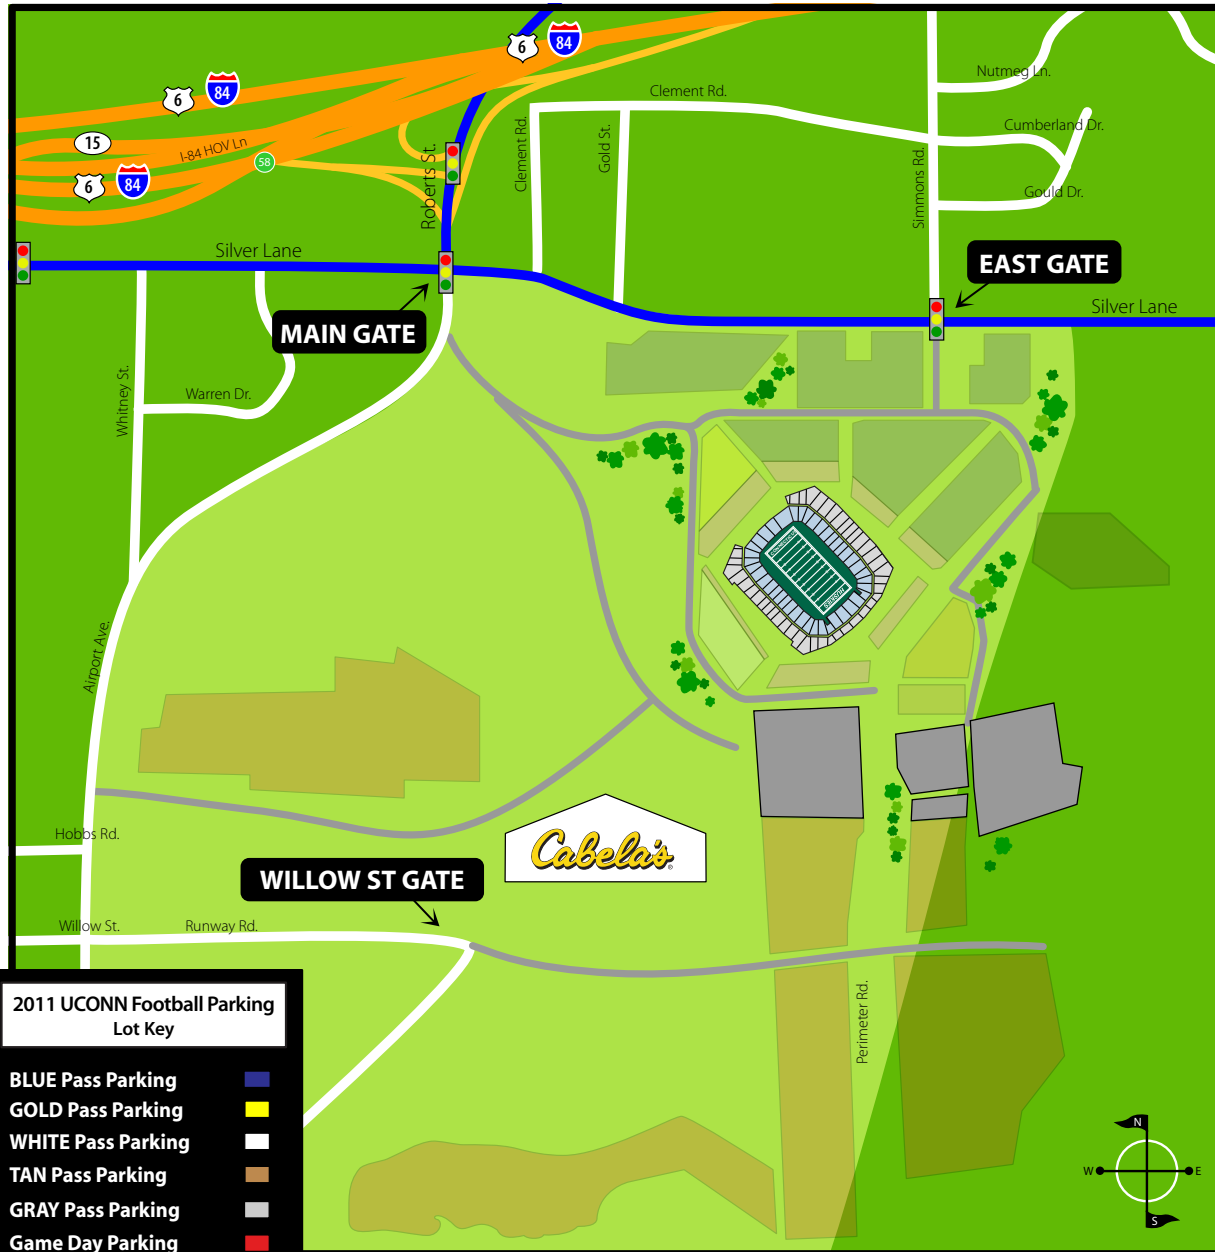 6
84
6
84
Nutmeg Ln.
Clement Rd.
Cumberland Dr.
15
I-84 HOV Ln
58
Clement Rd.
Gold St.
Roberts St.
Simmons Rd.
6
84
Gould Dr.
Silver Lane
EAST GATE
MAIN GATE
Silver Lane
Whitney St.
Warren Dr.
Airport Ave.
Hobbs Rd.
Cabela's
®
WILLOW ST GATE
Willow St.
Runway Rd.
Perimeter Rd.
2011 UCONN Football Parking
Lot Key
BLUE Pass Parking
GOLD Pass Parking
WHITE Pass Parking
TAN Pass Parking
GRAY Pass Parking
Game Day Parking
N
W
E
S